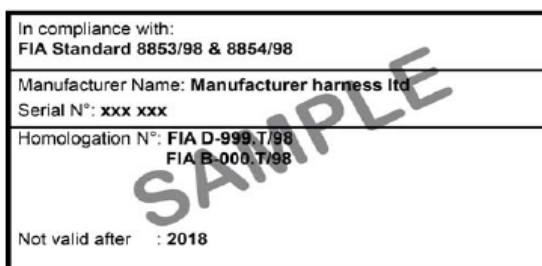 In compliance with:
FIA Standard 8853/98 & 8854/98
Manufacturer Name: Manufacturer harness ltd
Serial N°: xxx xxx
Homologation N°: FIA D-999.T/98
FIA B-000.T/98
Not valid after : 2018
SAMPLE